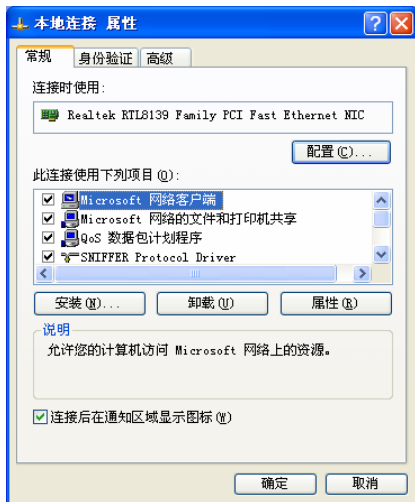 本地连接 属性
常规 身份验证 高级
连接时使用:
Realtek RTL8139 Family PCI Fast Ethernet NIC
配置(C)...
此连接使用下列项目(O):
Microsoft 网络客户端
Microsoft 网络的文件和打印机共享
QoS 数据包计划程序
SNIFFER Protocol Driver
安装(N)... 卸载(U) 属性(R)
说明
允许您的计算机访问 Microsoft 网络上的资源。
连接后在通知区域显示图标(W)
确定 取消